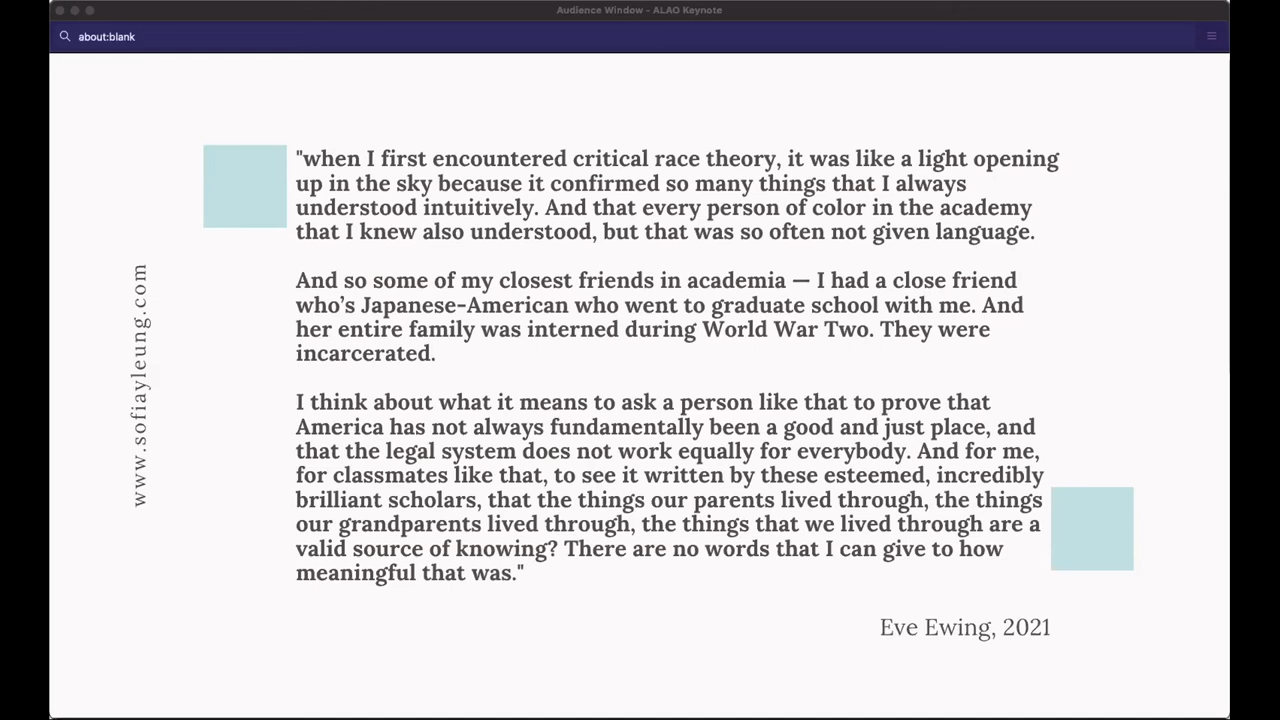 Audience Window - ALAO Keynote
about:blank
"when I first encountered critical race theory, it was like a light opening
up in the sky because it confirmed so many things that I always
understood intuitively. And that every person of color in the academy
that I knew also understood, but that was so often not given language.
And so some of my closest friends in academia — I had a close friend
who’s Japanese-American who went to graduate school with me. And
her entire family was interned during World War Two. They were
incarcerated.
I think about what it means to ask a person like that to prove that
America has not always fundamentally been a good and just place, and
that the legal system does not work equally for everybody. And for me,
for classmates like that, to see it written by these esteemed, incredibly
brilliant scholars, that the things our parents lived through, the things
our grandparents lived through, the things that we lived through are a
valid source of knowing? There are no words that I can give to how
meaningful that was."
Eve Ewing, 2021
www.sofiayleung.com